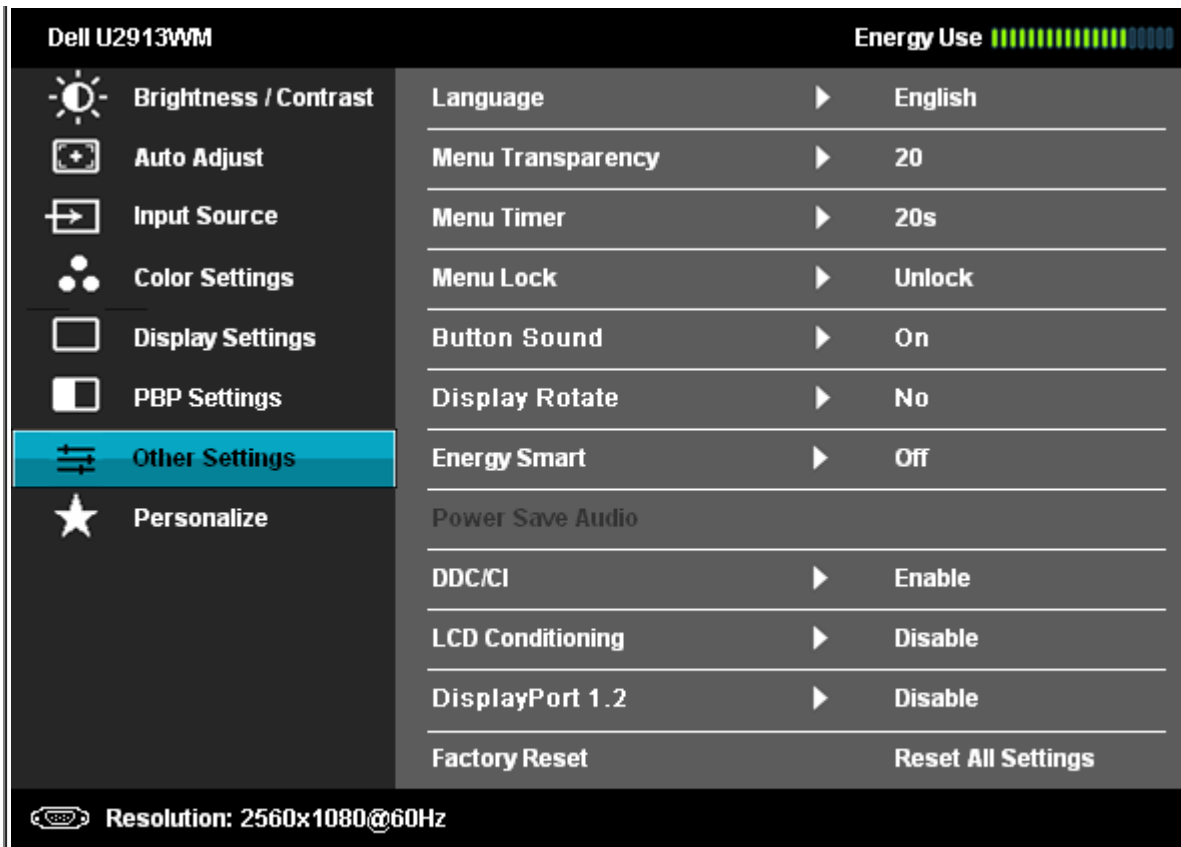 Dell U2913WM Energy Use
Brightness / Contrast Language English
Auto Adjust Menu Transparency 20
Input Source Menu Timer 20s
Color Settings Menu Lock Unlock
Display Settings Button Sound On
PBP Settings Display Rotate No
Other Settings Energy Smart Off
Personalize Power Save Audio
DDC/CI Enable
LCD Conditioning Disable
DisplayPort 1.2 Disable
Factory Reset Reset All Settings
Resolution: 2560x1080@60Hz